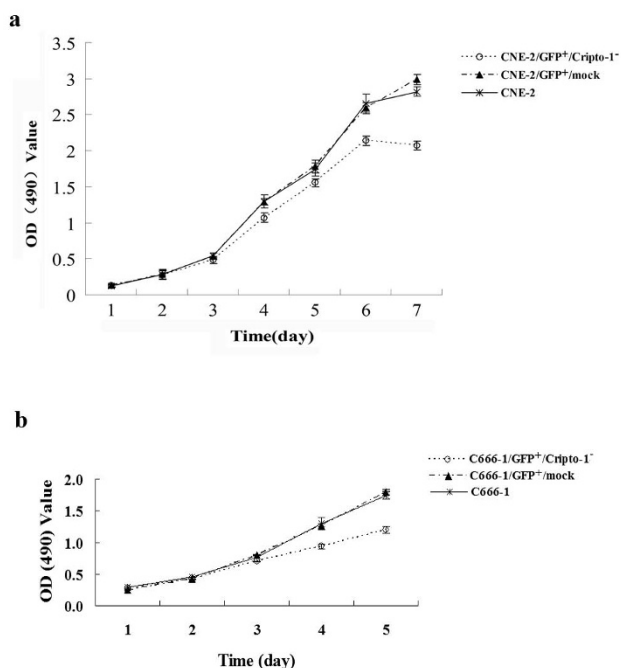 a
3.5
3
2.5
2
1.5
1
0.5
0
OD (490) Value
1 2 3 4 5 6 7
Time(day)
CNE-2/GFP⁺/Cripto-1⁻
CNE-2/GFP⁺/mock
CNE-2
b
2.0
1.5
1.0
0.5
0.0
OD (490) Value
1 2 3 4 5
Time (day)
C666-1/GFP⁺/Cripto-1⁻
C666-1/GFP⁺/mock
C666-1